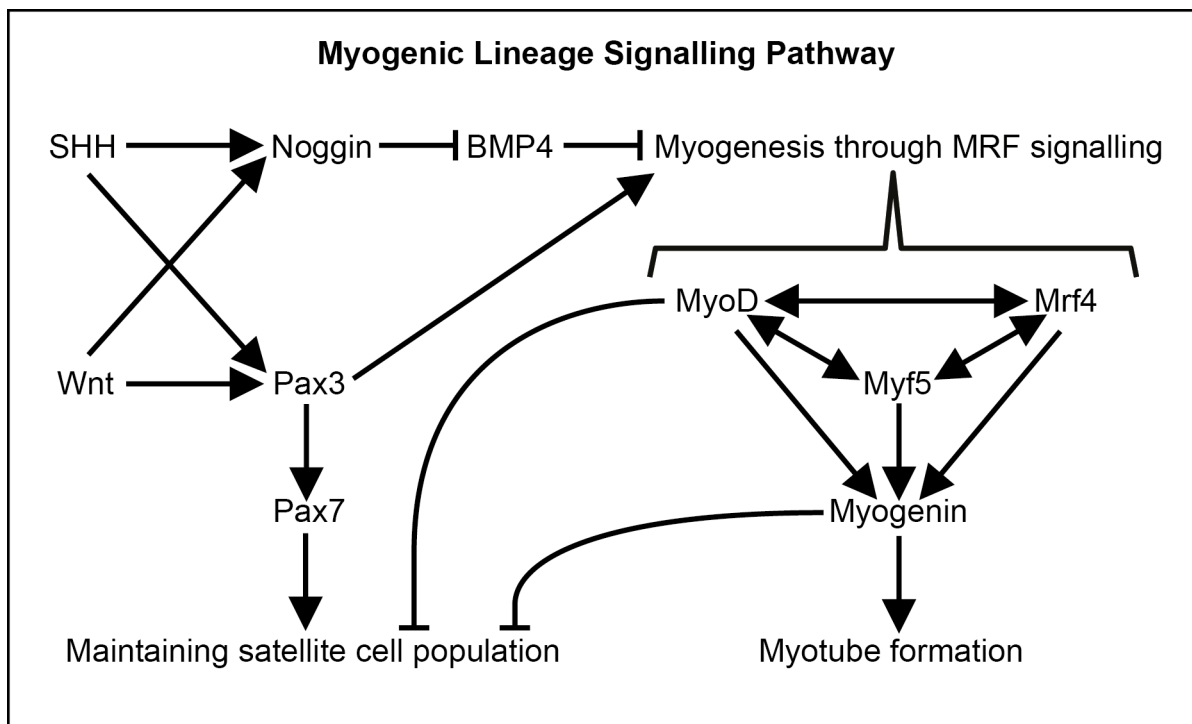 Myogenic Lineage Signalling Pathway
SHH Noggin BMP4 Myogenesis through MRF signalling
MyoD Mrf4
Wnt Pax3 Myf5
Pax7 Myogenin
Maintaining satellite cell population Myotube formation